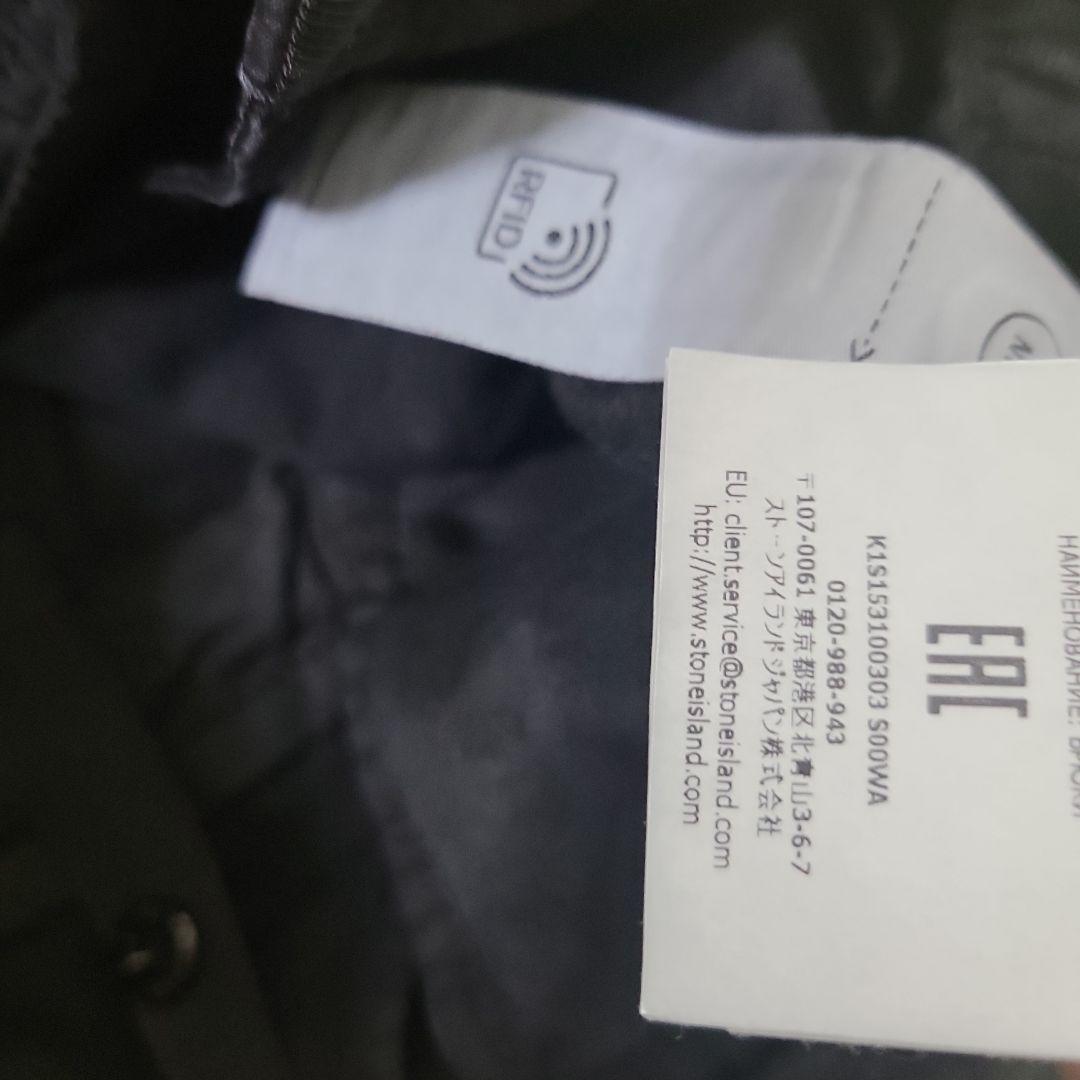 RFID
НАИМЕНОВАНИЕ: БРЮКИ
EAC
K1S153100303 S00WA
0120-988-943
〒107-0061 東京都港区北青山3-6-7
ストーンアイランドジャパン株式会社
EU: client.service@stoneisland.com
http://www.stoneisland.com